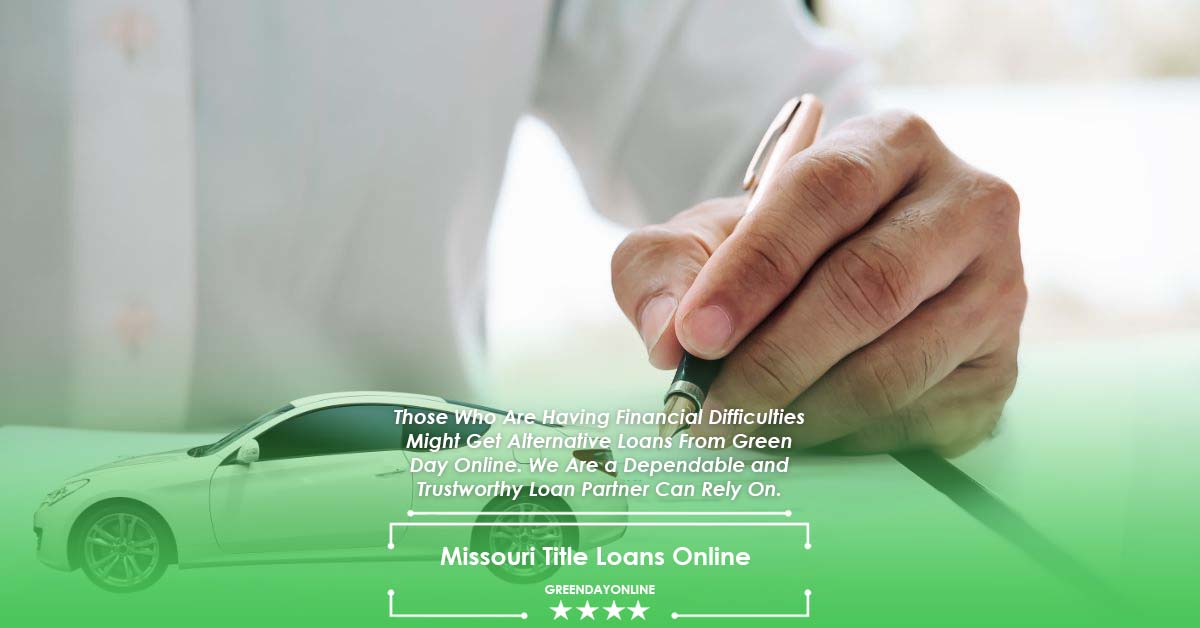 Those Who Are Having Financial Difficulties
Might Get Alternative Loans From Green
Day Online. We Are a Dependable and
Trustworthy Loan Partner Can Rely On.
Missouri Title Loans Online
GREENDAYONLINE